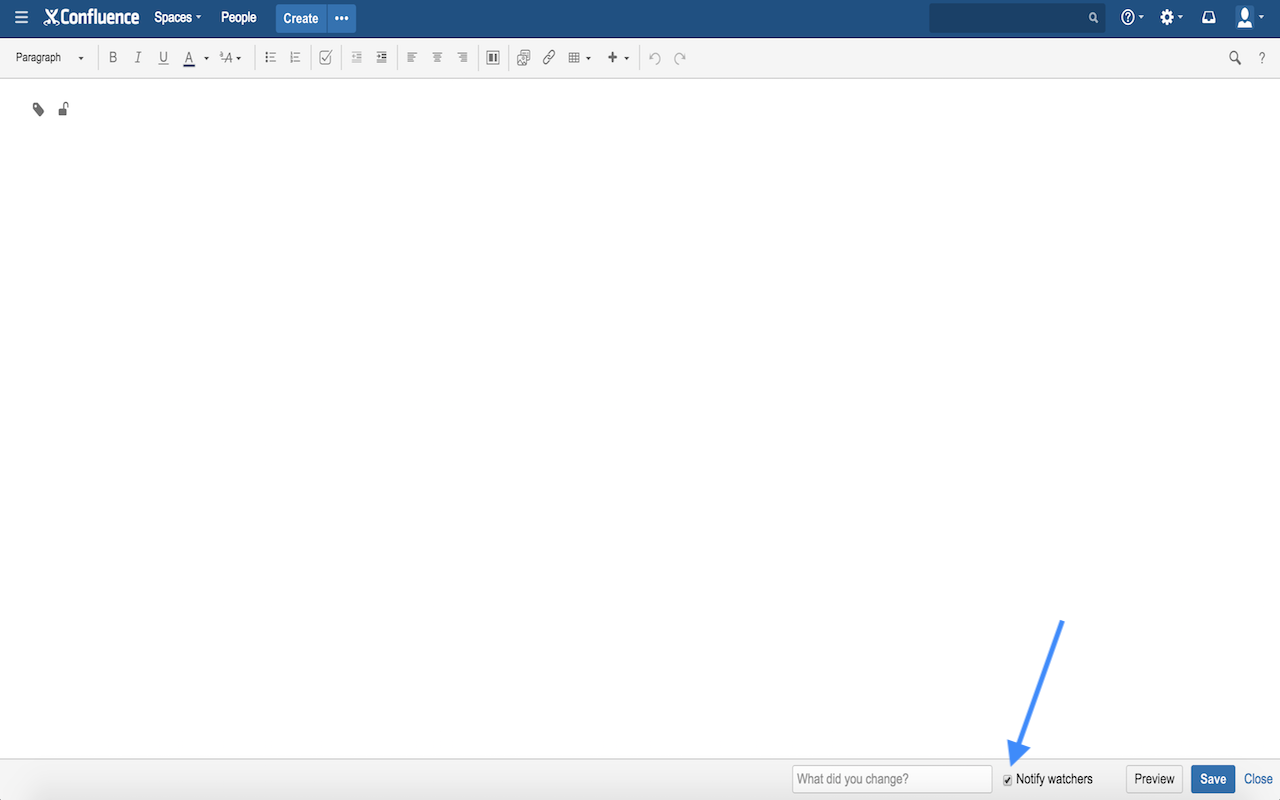 Confluence Spaces People Create
Paragraph B I U A A ?
What did you change? Notify watchers Preview Save Close